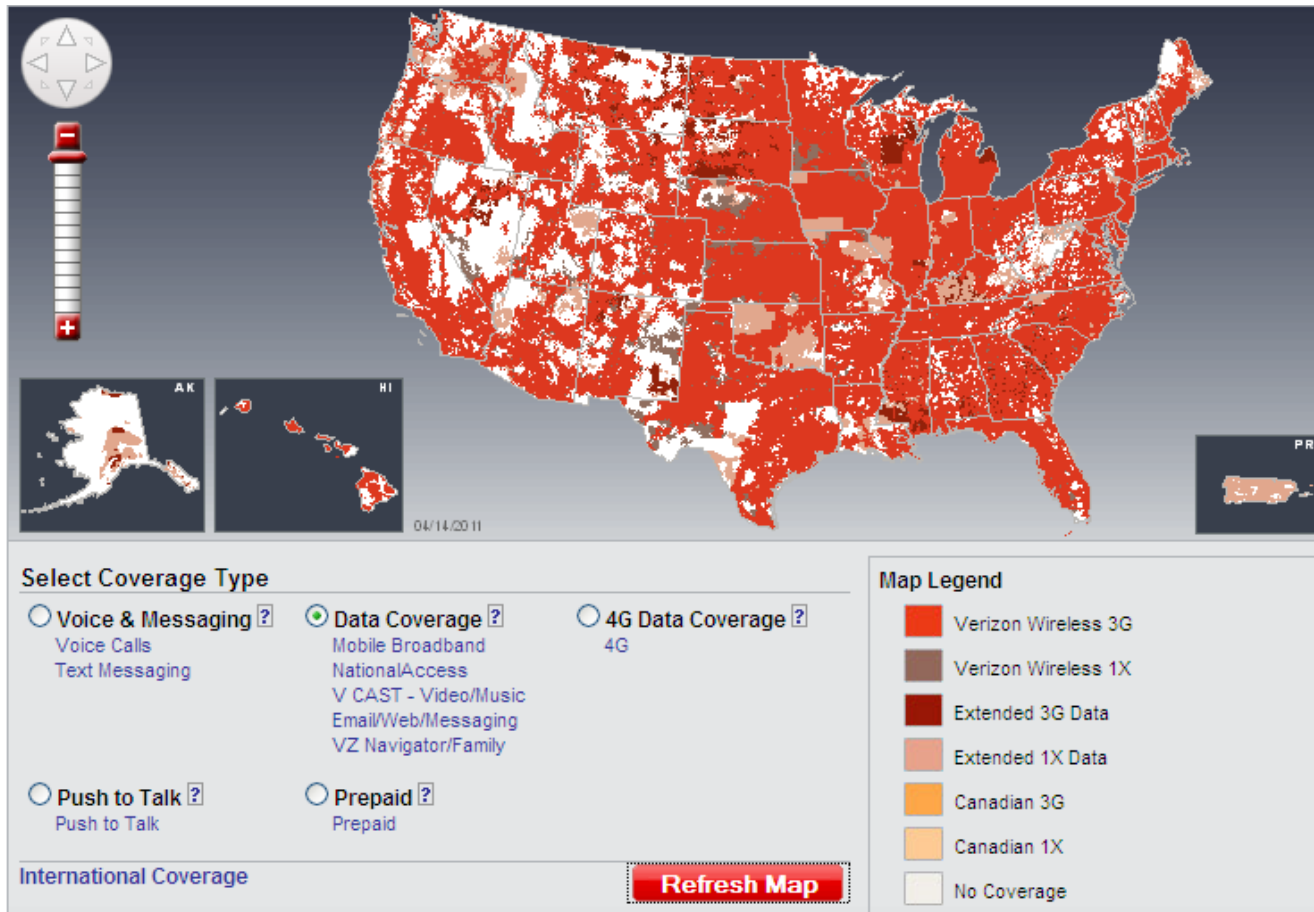 AK
HI
PR
04/14/2011
Select Coverage Type
Voice & Messaging ?
Voice Calls
Text Messaging
Data Coverage ?
Mobile Broadband
NationalAccess
V CAST - Video/Music
Email/Web/Messaging
VZ Navigator/Family
4G Data Coverage ?
4G
Push to Talk ?
Push to Talk
Prepaid ?
Prepaid
International Coverage
Refresh Map
Map Legend
Verizon Wireless 3G
Verizon Wireless 1X
Extended 3G Data
Extended 1X Data
Canadian 3G
Canadian 1X
No Coverage